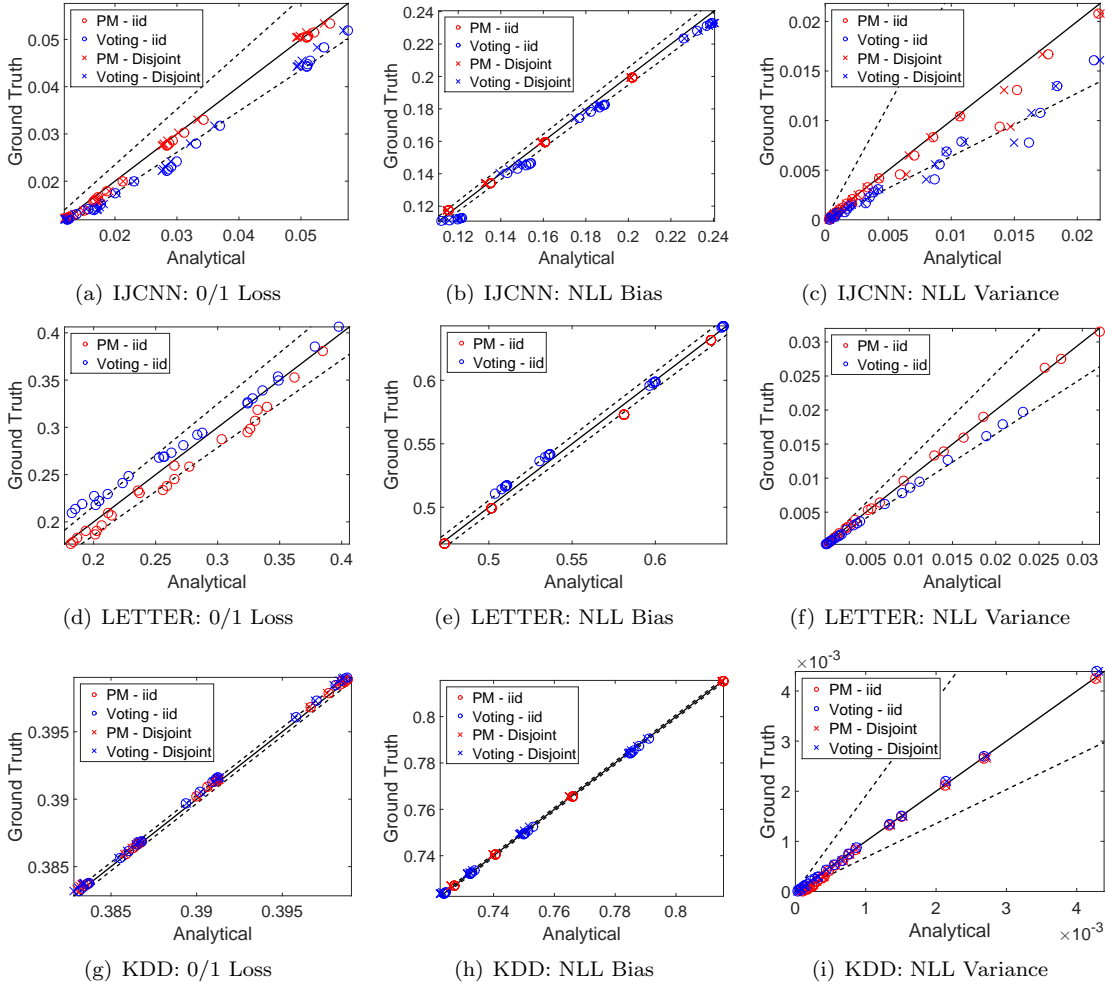 PM - iid
Voting - iid
PM - Disjoint
Voting - Disjoint
0.05
0.04
0.03
0.02
Ground Truth
0.02 0.03 0.04 0.05
Analytical
(a) IJCNN: 0/1 Loss
PM - iid
Voting - iid
PM - Disjoint
Voting - Disjoint
0.24
0.22
0.2
0.18
0.16
0.14
0.12
Ground Truth
0.12 0.14 0.16 0.18 0.2 0.22 0.24
Analytical
(b) IJCNN: NLL Bias
PM - iid
Voting - iid
PM - Disjoint
Voting - Disjoint
0.02
0.015
0.01
0.005
Ground Truth
0.005 0.01 0.015 0.02
Analytical
(c) IJCNN: NLL Variance
PM - iid
Voting - iid
0.4
0.35
0.3
0.25
0.2
Ground Truth
0.2 0.25 0.3 0.35 0.4
Analytical
(d) LETTER: 0/1 Loss
PM - iid
Voting - iid
0.6
0.55
0.5
Ground Truth
0.5 0.55 0.6
Analytical
(e) LETTER: NLL Bias
PM - iid
Voting - iid
0.03
0.025
0.02
0.015
0.01
0.005
Ground Truth
0.005 0.01 0.015 0.02 0.025 0.03
Analytical
(f) LETTER: NLL Variance
PM - iid
Voting - iid
PM - Disjoint
Voting - Disjoint
0.395
0.39
0.385
Ground Truth
0.385 0.39 0.395
Analytical
(g) KDD: 0/1 Loss
PM - iid
Voting - iid
PM - Disjoint
Voting - Disjoint
0.8
0.78
0.76
0.74
Ground Truth
0.74 0.76 0.78 0.8
Analytical
(h) KDD: NLL Bias
×10⁻³
PM - iid
Voting - iid
PM - Disjoint
Voting - Disjoint
4
3
2
1
0
Ground Truth
0 1 2 3 4
Analytical
×10⁻³
(i) KDD: NLL Variance